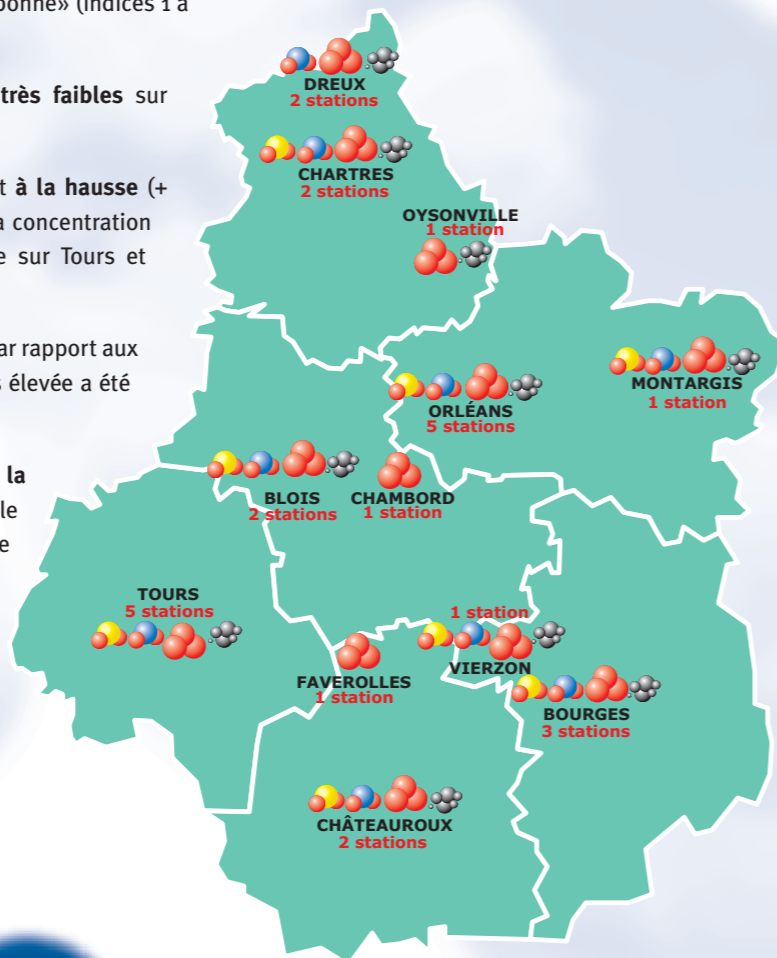 bonne» (indices 1 à
très faibles sur
t à la hausse (+
a concentration
e sur Tours et
ar rapport aux
s élevée a été
la
le
e
DREUX
2 stations
CHARTRES
2 stations
OYSONVILLE
1 station
MONTARGIS
1 station
ORLÉANS
5 stations
BLOIS
2 stations
CHAMBORD
1 station
TOURS
5 stations
1 station
VIERZON
FAVEROLLES
1 station
BOURGES
3 stations
CHÂTEAUROUX
2 stations